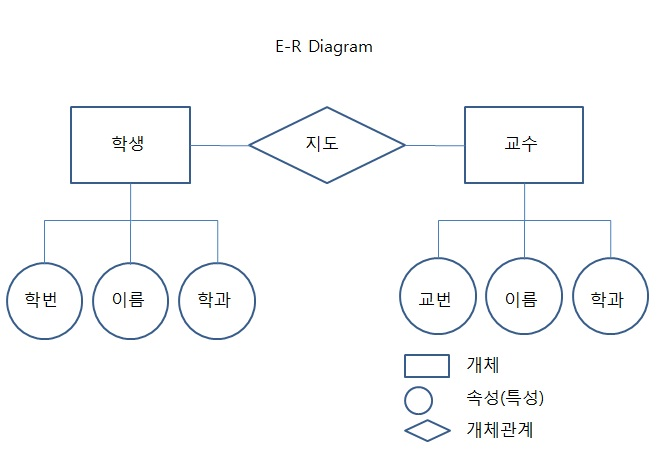 E-R Diagram
학생
지도
교수
학번
이름
학과
교번
이름
학과
개체
속성(특성)
개체관계